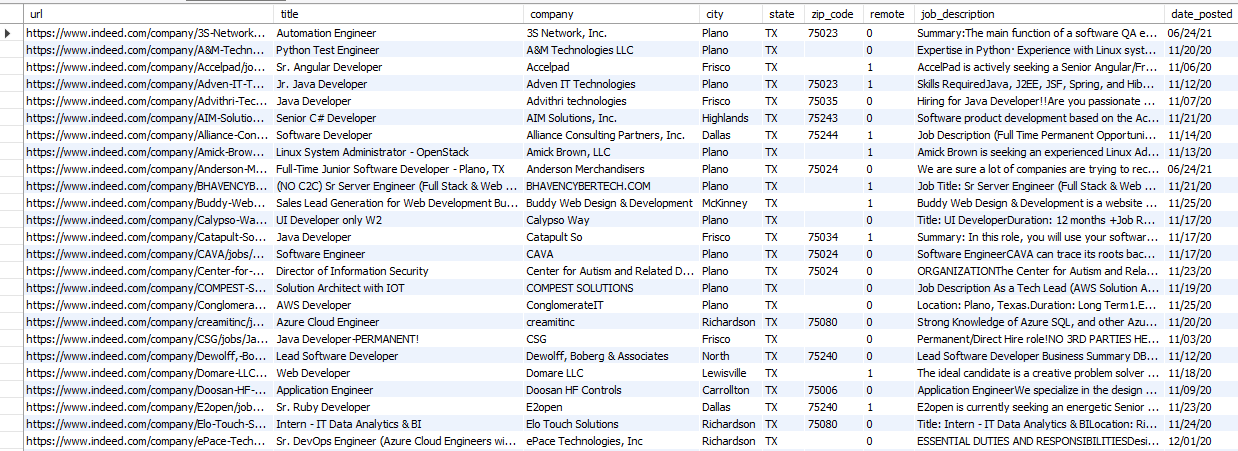 url title company city state zip_code remote job_description date_posted
https://www.indeed.com/company/3S-Network... Automation Engineer 3S Network, Inc. Plano TX 75023 0 Summary:The main function of a software QA e... 06/24/21
https://www.indeed.com/company/A&M-Techn... Python Test Engineer A&M Technologies LLC Plano TX 0 Expertise in Python· Experience with Linux syst... 11/20/20
https://www.indeed.com/company/Accelpad/jo... Sr. Angular Developer Accelpad Frisco TX 1 AccelPad is actively seeking a Senior Angular/Fr... 11/06/20
https://www.indeed.com/company/Adven-IT-T... Jr. Java Developer Adven IT Technologies Plano TX 75023 1 Skills RequiredJava, J2EE, JSF, Spring, and Hib... 11/12/20
https://www.indeed.com/company/Advithri-Tec... Java Developer Advithri technologies Frisco TX 75035 0 Hiring for Java Developer!!Are you passionate ... 11/07/20
https://www.indeed.com/company/AIM-Solutio... Senior C# Developer AIM Solutions, Inc. Highlands TX 75243 0 Software product development based on the Ac... 11/21/20
https://www.indeed.com/company/Alliance-Con... Software Developer Alliance Consulting Partners, Inc. Dallas TX 75244 1 Job Description (Full Time Permanent Opportuni... 11/14/20
https://www.indeed.com/company/Amick-Brow... Linux System Administrator - OpenStack Amick Brown, LLC Plano TX 1 Amick Brown is seeking an experienced Linux Ad... 11/13/20
https://www.indeed.com/company/Anderson-M... Full-Time Junior Software Developer - Plano, TX Anderson Merchandisers Plano TX 75024 0 We are sure a lot of companies are trying to rec... 06/24/21
https://www.indeed.com/company/BHAVENCYB... (NO C2C) Sr Server Engineer (Full Stack & Web ... BHAVENCYBERTECH.COM Plano TX 0 Job Title: Sr Server Engineer (Full Stack & Web ... 11/21/20
https://www.indeed.com/company/Buddy-Web... Sales Lead Generation for Web Development Bu... Buddy Web Design & Development McKinney TX 1 Buddy Web Design & Development is a website ... 11/03/20
https://www.indeed.com/company/Calypso-Wa... UI Developer only W2 Calypso Way Plano TX 0 Title: UI DeveloperDuration: 12 months +Job R... 11/17/20
https://www.indeed.com/company/Catapult-So... Java Developer Catapult So Frisco TX 75034 1 Summary: In this role, you will use your softwar... 11/17/20
https://www.indeed.com/company/CAVA/jobs/... Software Engineer CAVA Plano TX 75024 0 Software EngineerCAVA can trace its roots bac... 11/17/20
https://www.indeed.com/company/Center-for-... Director of Information Security Center for Autism and Related D... Plano TX 75024 0 ORGANIZATIONThe Center for Autism and Rela... 11/23/20
https://www.indeed.com/company/COMPEST-S... Solution Architect with IOT COMPEST SOLUTIONS Plano TX 0 Job Description As a Tech Lead (AWS Solution A... 11/19/20
https://www.indeed.com/company/Conglomera... AWS Developer ConglomerateIT Plano TX 0 Location: Plano, Texas.Duration: Long Term1.E... 11/25/20
https://www.indeed.com/company/creamitinc/j... Azure Cloud Engineer creamitinc Richardson TX 75080 0 Strong Knowledge of Azure SQL, and other Azu... 11/20/20
https://www.indeed.com/company/CSG/jobs/Ja... Java Developer-PERMANENT! CSG Frisco TX 0 Permanent/Direct Hire role!NO 3RD PARTIES HE... 11/03/20
https://www.indeed.com/company/Dewolff,-Bo... Lead Software Developer Dewolff, Boberg & Associates North TX 75240 0 Lead Software Developer Business Summary DB... 11/12/20
https://www.indeed.com/company/Domare-LLC... Web Developer Domare LLC Lewisville TX 1 The ideal candidate is a creative problem solver ... 11/18/20
https://www.indeed.com/company/Doosan-HF-... Application Engineer Doosan HF Controls Carrollton TX 75006 0 Application EngineerWe specialize in the design ... 11/09/20
https://www.indeed.com/company/E2open/job... Sr. Ruby Developer E2open Dallas TX 75240 1 E2open is currently seeking an energetic Senior ... 11/23/20
https://www.indeed.com/company/Elo-Touch-S... Intern - IT Data Analytics & BI Elo Touch Solutions Richardson TX 75080 0 Title: Intern - IT Data Analytics & BILocation: Ri... 11/24/20
https://www.indeed.com/company/ePace-Tech... Sr. DevOps Engineer (Azure Cloud Engineers wi... ePace Technologies, Inc Richardson TX 0 ESSENTIAL DUTIES AND RESPONSIBILITIESDesi... 12/01/20